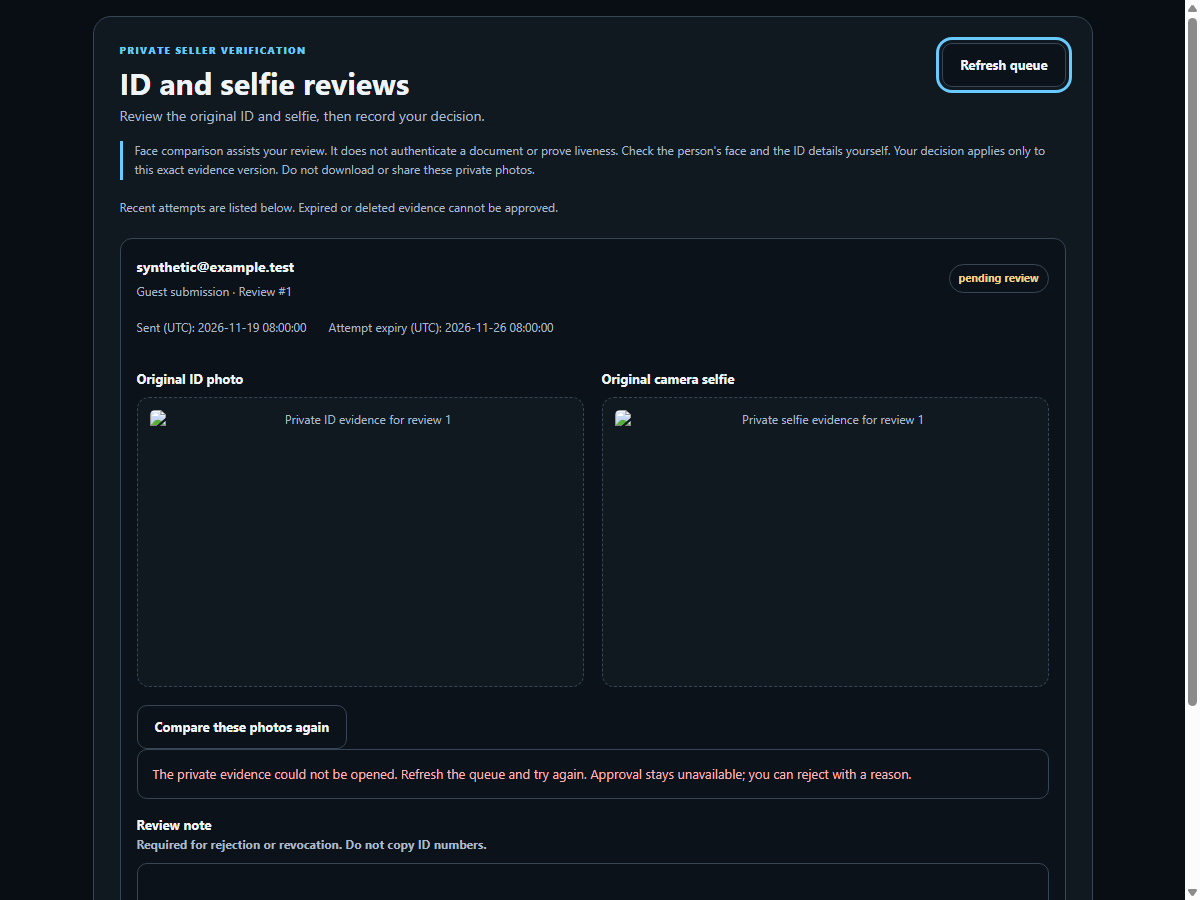 PRIVATE SELLER VERIFICATION
ID and selfie reviews
Refresh queue
Review the original ID and selfie, then record your decision.
Face comparison assists your review. It does not authenticate a document or prove liveness. Check the person's face and the ID details yourself. Your decision applies only to
this exact evidence version. Do not download or share these private photos.
Recent attempts are listed below. Expired or deleted evidence cannot be approved.
synthetic@example.test
pending review
Guest submission · Review #1
Sent (UTC): 2026-11-19 08:00:00 Attempt expiry (UTC): 2026-11-26 08:00:00
Original ID photo
Original camera selfie
Private ID evidence for review 1
Private selfie evidence for review 1
Compare these photos again
The private evidence could not be opened. Refresh the queue and try again. Approval stays unavailable; you can reject with a reason.
Review note
Required for rejection or revocation. Do not copy ID numbers.